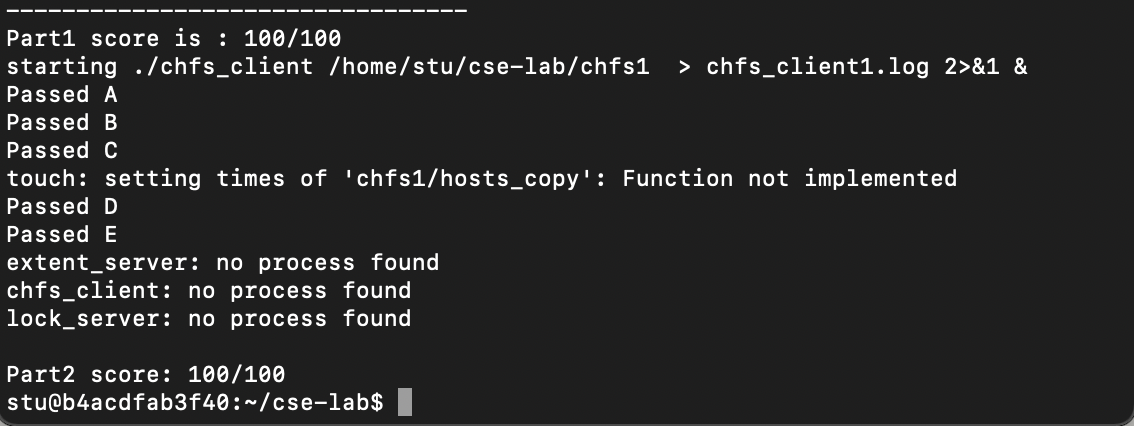 ---------------------------------
Part1 score is : 100/100
starting ./chfs_client /home/stu/cse-lab/chfs1  > chfs_client1.log 2>&1 &
Passed A
Passed B
Passed C
touch: setting times of 'chfs1/hosts_copy': Function not implemented
Passed D
Passed E
extent_server: no process found
chfs_client: no process found
lock_server: no process found
Part2 score: 100/100
stu@b4acdfab3f40:~/cse-lab$